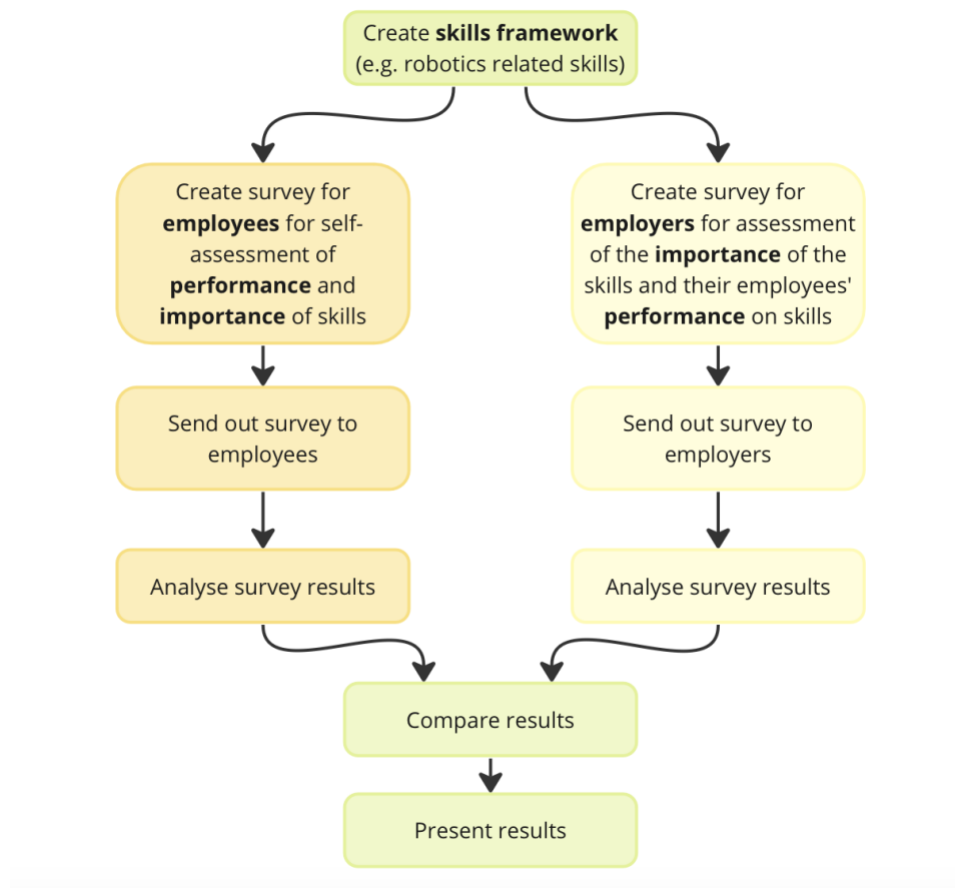 Create skills framework
(e.g. robotics related skills)
Create survey for
employees for self-
assessment of
performance and
importance of skills
Create survey for
employers for assessment
of the importance of the
skills and their employees'
performance on skills
Send out survey to
employees
Send out survey to
employers
Analyse survey results
Analyse survey results
Compare results
Present results